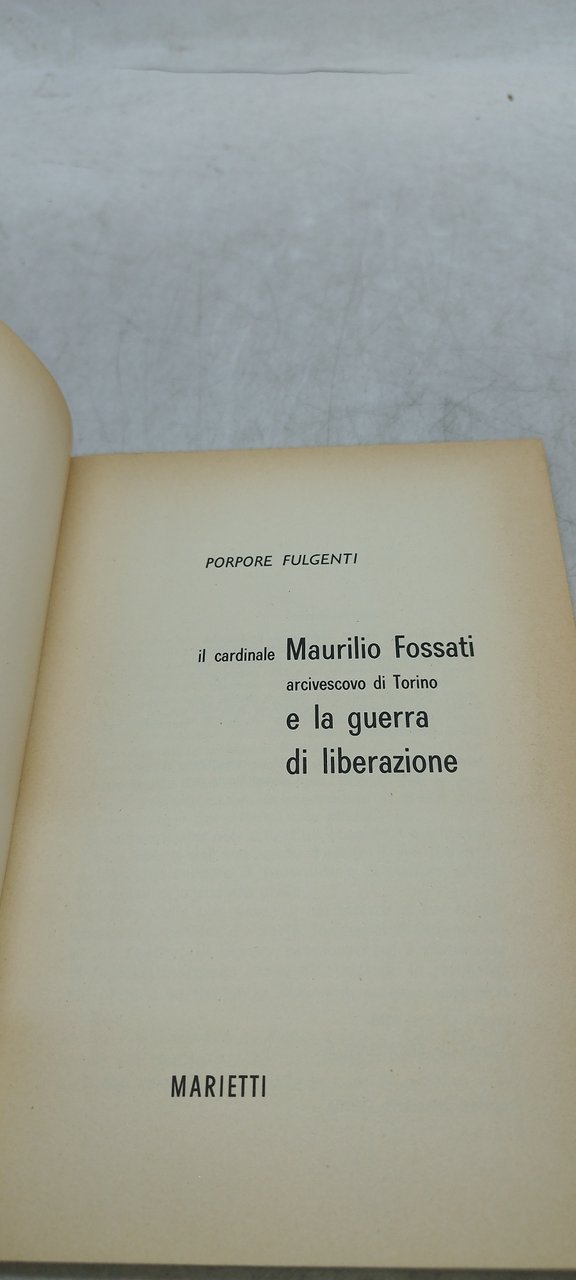 PORPORE FULGENTI
il cardinale Maurilio Fossati
arcivescovo di Torino
e la guerra
di liberazione
MARIETTI